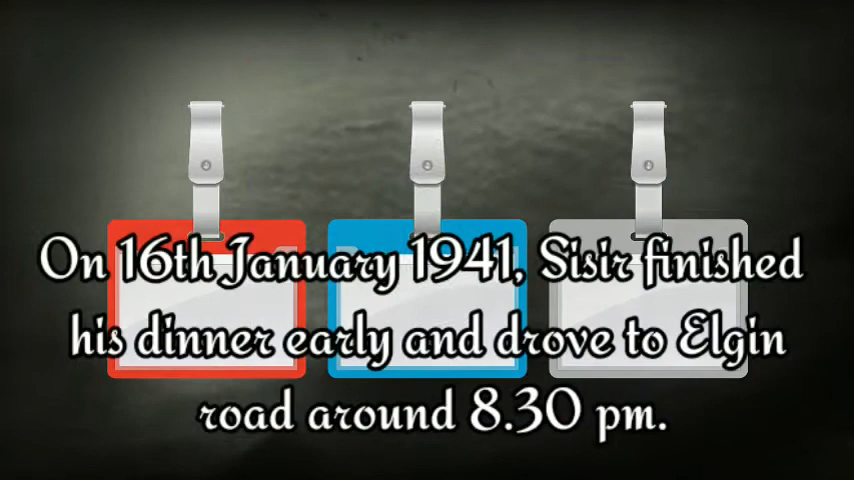 On 16th January 1941, Sisir finished
his dinner early and drove to Elgin
road around 8.30 pm.